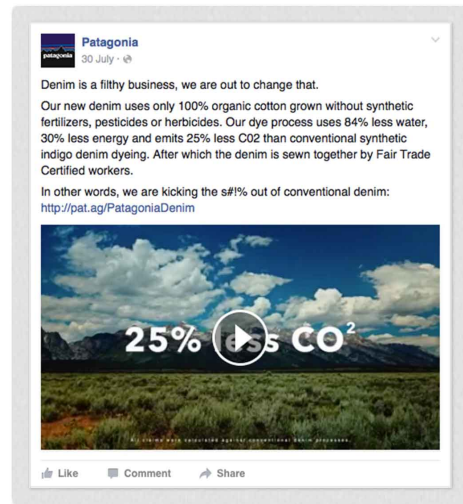 patagonia
Patagonia
30 July ·
Denim is a filthy business, we are out to change that.
Our new denim uses only 100% organic cotton grown without synthetic
fertilizers, pesticides or herbicides. Our dye process uses 84% less water,
30% less energy and emits 25% less C02 than conventional synthetic
indigo denim dyeing. After which the denim is sewn together by Fair Trade
Certified workers.
In other words, we are kicking the s#!% out of conventional denim:
http://pat.ag/PatagoniaDenim
25% less CO²
All claims were calculated against conventional denim processes.
Like Comment Share